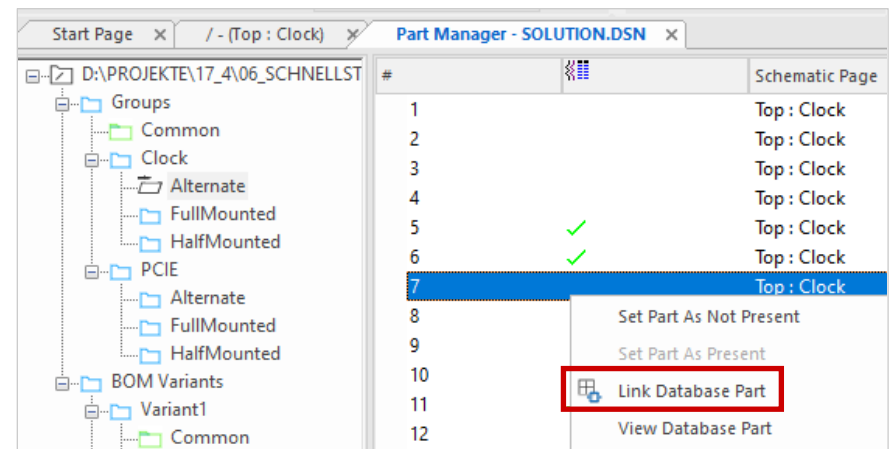 Start Page × / - (Top : Clock) × Part Manager - SOLUTION.DSN ×
D:\PROJEKTE\17_4\06_SCHNELLST
Groups
Common
Clock
Alternate
FullMounted
HalfMounted
PCIE
Alternate
FullMounted
HalfMounted
BOM Variants
Variant1
Common
# Schematic Page
1 Top : Clock
2 Top : Clock
3 Top : Clock
4 Top : Clock
5 Top : Clock
6 Top : Clock
7 Top : Clock
8
9
10
11
12
Set Part As Not Present
Set Part As Present
Link Database Part
View Database Part